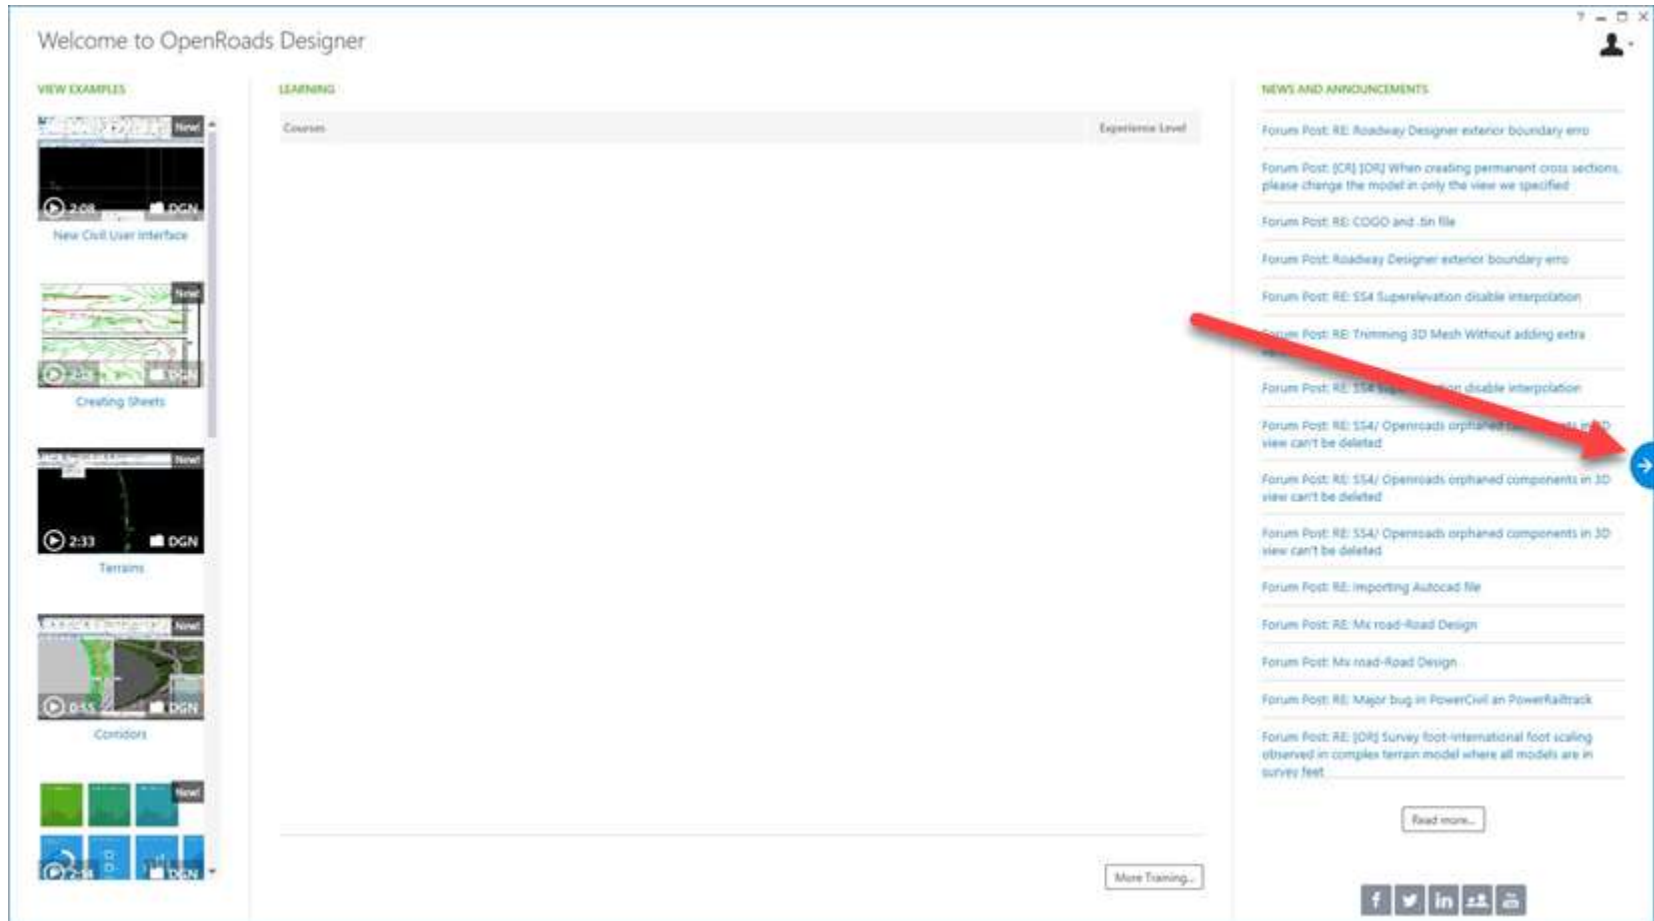 Welcome to OpenRoads Designer
VIEW EXAMPLES
New!
2:08
DGN
New Civil User Interface
New!
DGN
Creating Sheets
New!
2:33
DGN
Terrains
New!
0:55
DGN
Corridors
New!
DGN
LEARNING
Courses
Experience Level
More Training...
NEWS AND ANNOUNCEMENTS
Forum Post: RE: Roadway Designer exterior boundary erro
Forum Post: [CR] [OR] When creating permanent cross sections,
please change the model in only the view we specified
Forum Post: RE: COGO and .tin file
Forum Post: Roadway Designer exterior boundary erro
Forum Post: RE: SS4 Superelevation disable interpolation
Forum Post: RE: Trimming 3D Mesh Without adding extra
Forum Post: RE: SS4 disable interpolation
Forum Post: RE: SS4/ Openroads orphaned in 3D
view can't be deleted
Forum Post: RE: SS4/ Openroads orphaned components in 3D
view can't be deleted
Forum Post: RE: SS4/ Openroads orphaned components in 3D
view can't be deleted
Forum Post: RE: Importing Autocad file
Forum Post: RE: Mx road-Road Design
Forum Post: Mx road-Road Design
Forum Post: RE: Major bug in PowerCivil an PowerRailtrack
Forum Post: RE: [OR] Survey foot-International foot scaling
observed in complex terrain model where all models are in
survey feet
Read more...